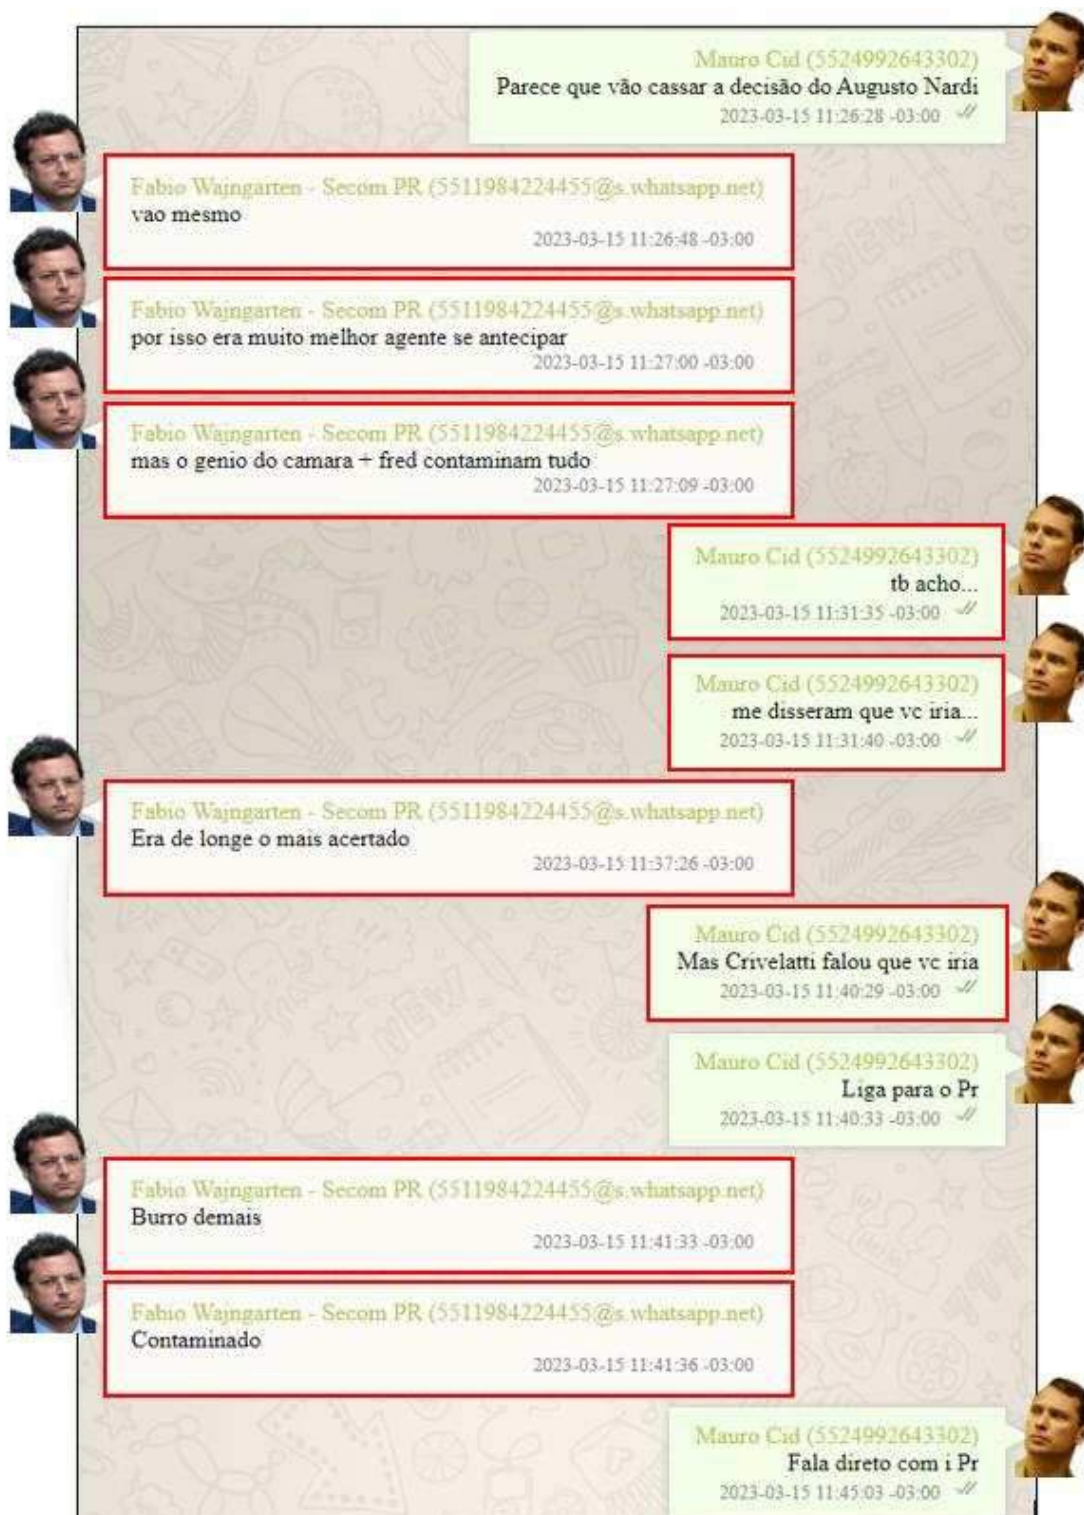 Mauro Cid (5524992643302)
Parece que vão cassar a decisão do Augusto Nardi
2023-03-15 11:26:28 -03:00
Fabio Wajngarten - Secom PR (5511984224455@s.whatsapp.net)
vao mesmo
2023-03-15 11:26:48 -03:00
Fabio Wajngarten - Secom PR (5511984224455@s.whatsapp.net)
por isso era muito melhor agente se antecipar
2023-03-15 11:27:00 -03:00
Fabio Wajngarten - Secom PR (5511984224455@s.whatsapp.net)
mas o genio do camara + fred contaminam tudo
2023-03-15 11:27:09 -03:00
Mauro Cid (5524992643302)
tb acho...
2023-03-15 11:31:35 -03:00
Mauro Cid (5524992643302)
me disseram que vc iria...
2023-03-15 11:31:40 -03:00
Fabio Wajngarten - Secom PR (5511984224455@s.whatsapp.net)
Era de longe o mais acertado
2023-03-15 11:37:26 -03:00
Mauro Cid (5524992643302)
Mas Crivelatti falou que vc iria
2023-03-15 11:40:29 -03:00
Mauro Cid (5524992643302)
Liga para o Pr
2023-03-15 11:40:33 -03:00
Fabio Wajngarten - Secom PR (5511984224455@s.whatsapp.net)
Burro demais
2023-03-15 11:41:33 -03:00
Fabio Wajngarten - Secom PR (5511984224455@s.whatsapp.net)
Contaminado
2023-03-15 11:41:36 -03:00
Mauro Cid (5524992643302)
Fala direto com i Pr
2023-03-15 11:45:03 -03:00